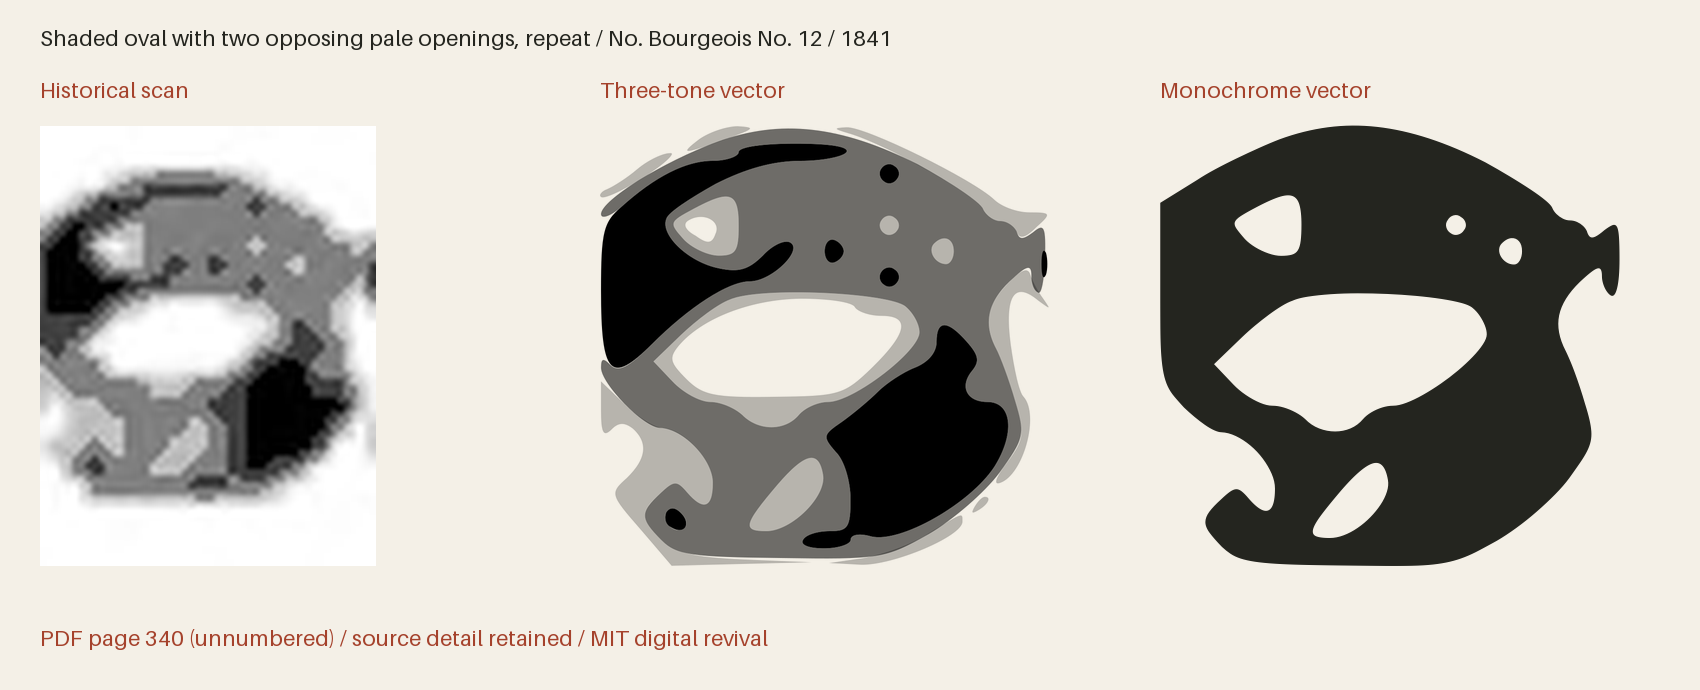 Shaded oval with two opposing pale openings, repeat / No. Bourgeois No. 12 / 1841
Historical scan
Three-tone vector
Monochrome vector
PDF page 340 (unnumbered) / source detail retained / MIT digital revival